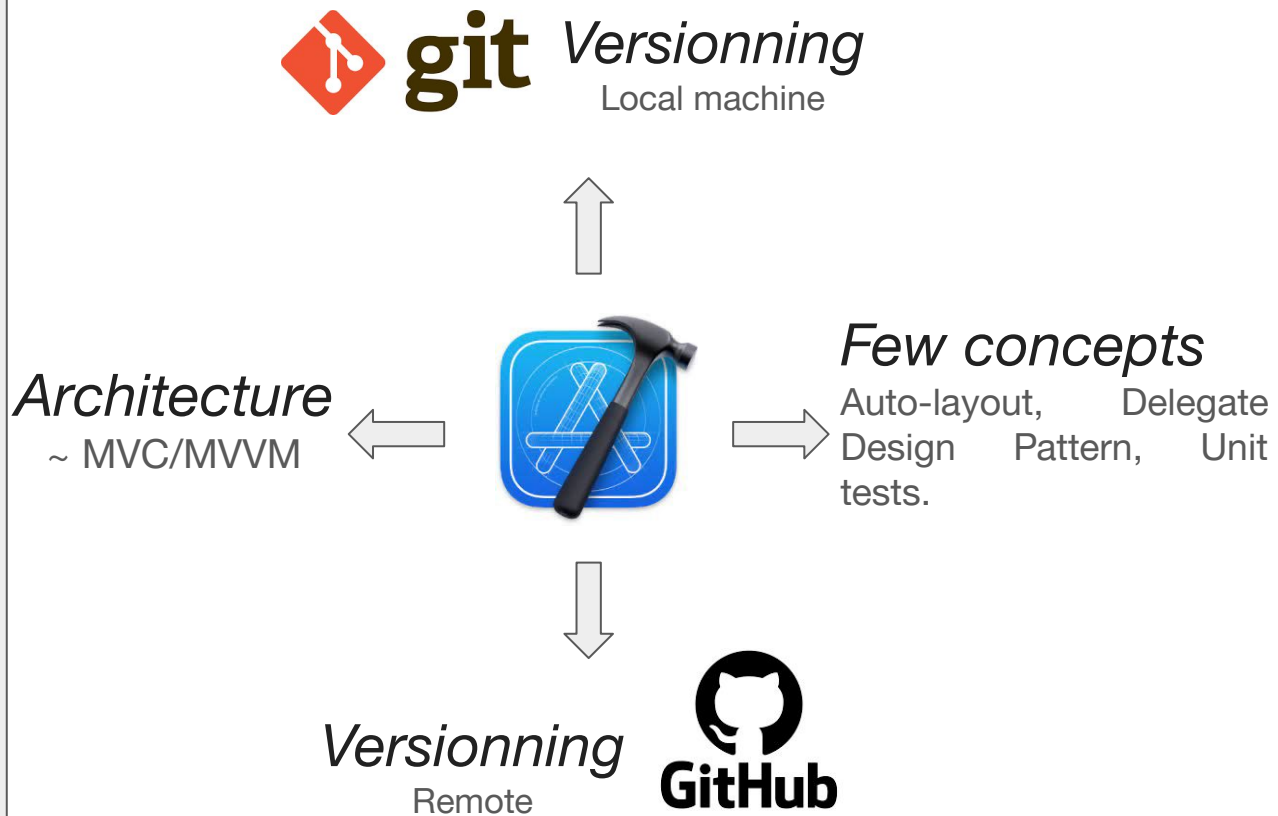 git Versionning
Local machine
Architecture
~ MVC/MVVM
Few concepts
Auto-layout, Delegate
Design Pattern, Unit
tests.
Versionning
Remote
GitHub